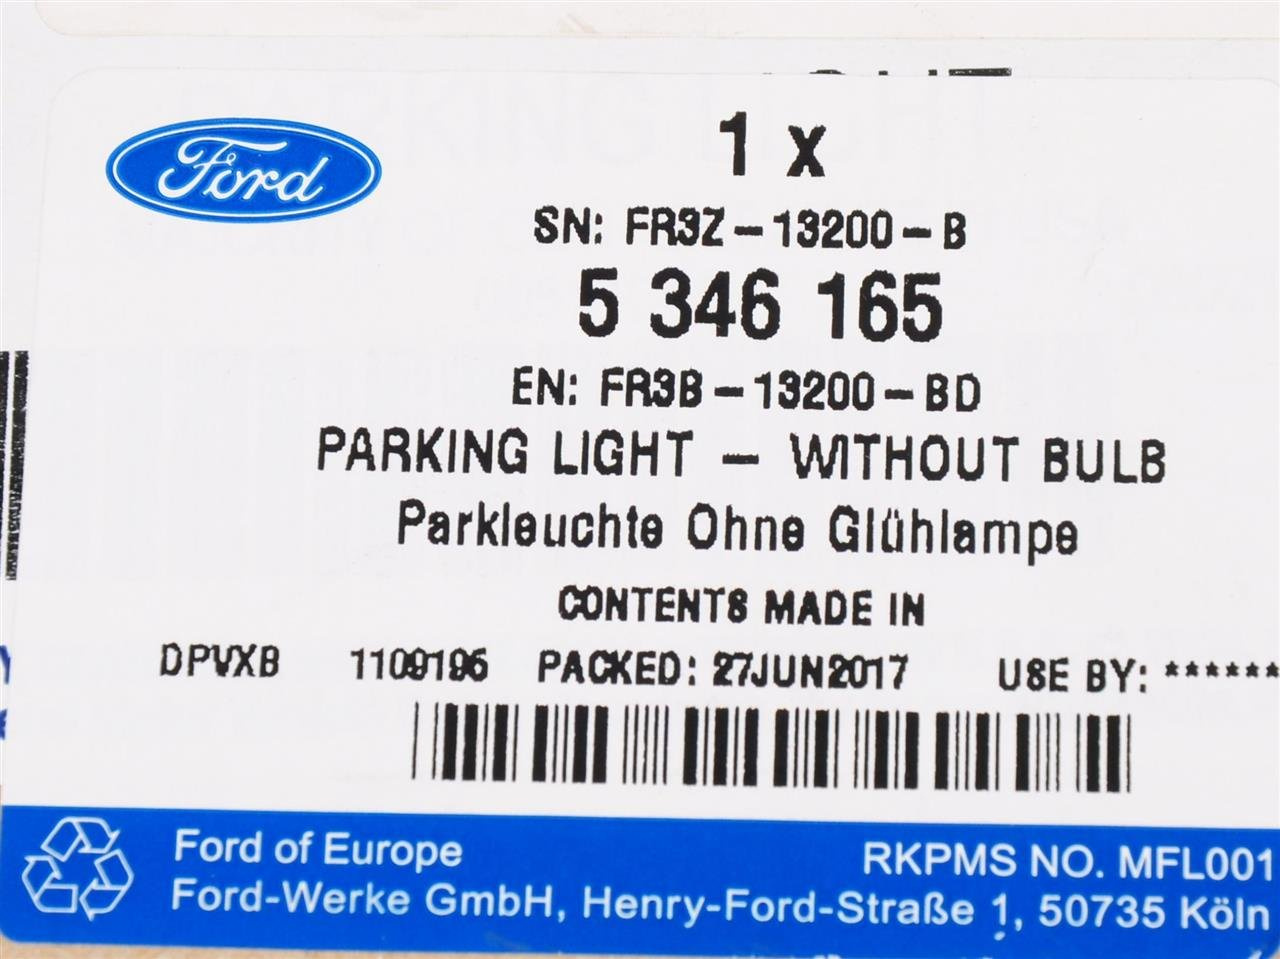 Ford
1 x
SN: FR3Z-13200-B
5 346 165
EN: FR3B-13200-BD
PARKING LIGHT - WITHOUT BULB
Parkleuchte Ohne Glühlampe
CONTENTS MADE IN
DPVXB 1109196 PACKED: 27JUN2017 USE BY: ******
Ford of Europe RKPMS NO. MFL001
Ford-Werke GmbH, Henry-Ford-Straße 1, 50735 Köln